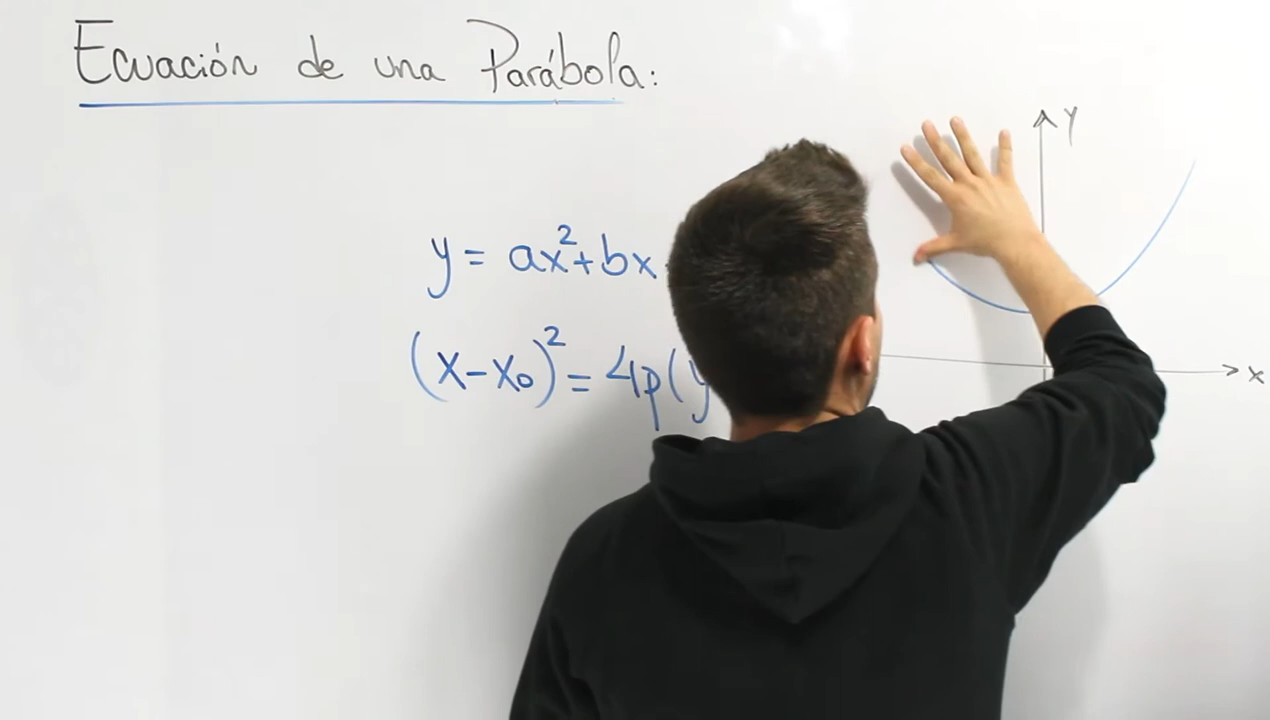 Ecuación de una Parábola:
y = ax²+bx
(x-x₀)² = 4p(y
Y
x